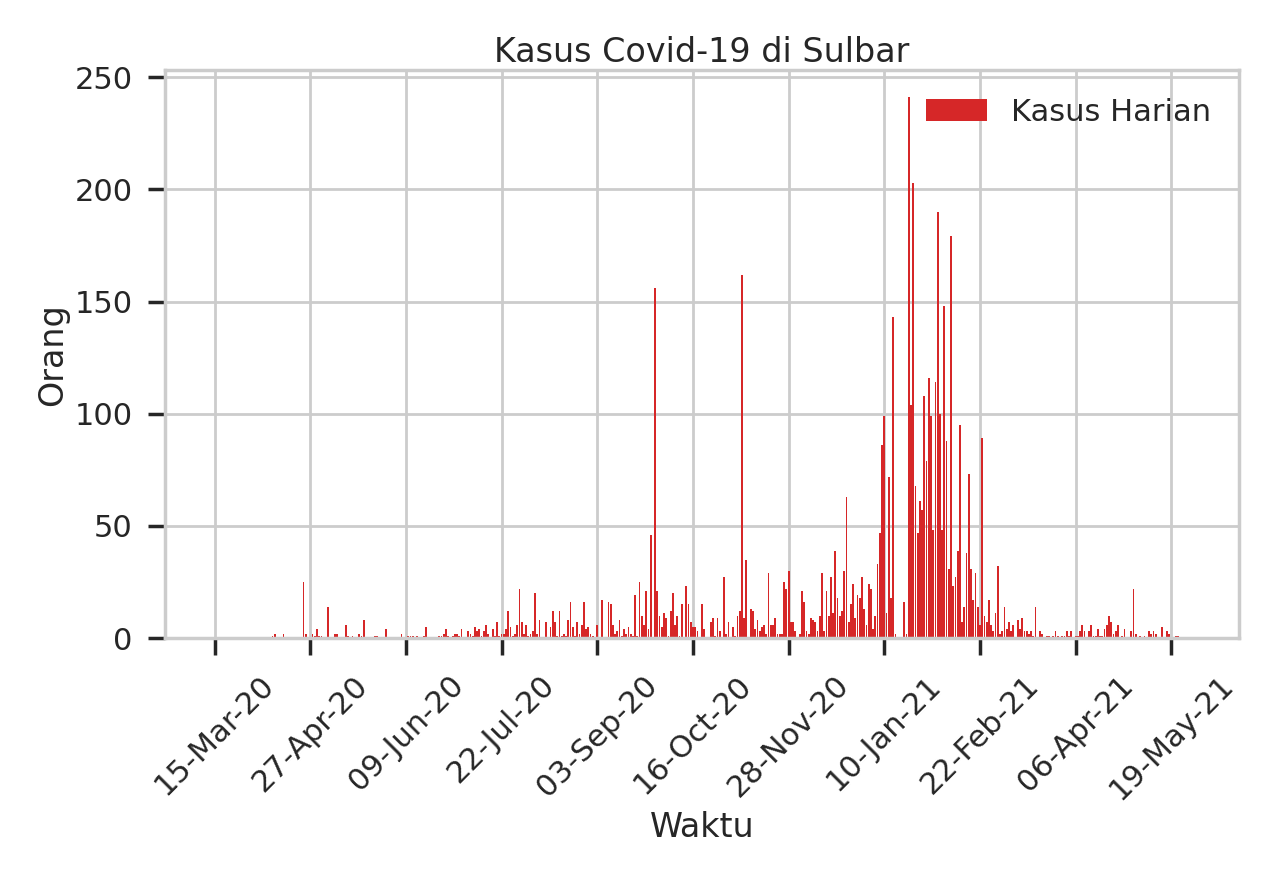 Kasus Covid-19 di Sulbar
Kasus Harian
Orang
250
200
150
100
50
0
15-Mar-20
27-Apr-20
09-Jun-20
22-Jul-20
03-Sep-20
16-Oct-20
28-Nov-20
10-Jan-21
22-Feb-21
06-Apr-21
19-May-21
Waktu